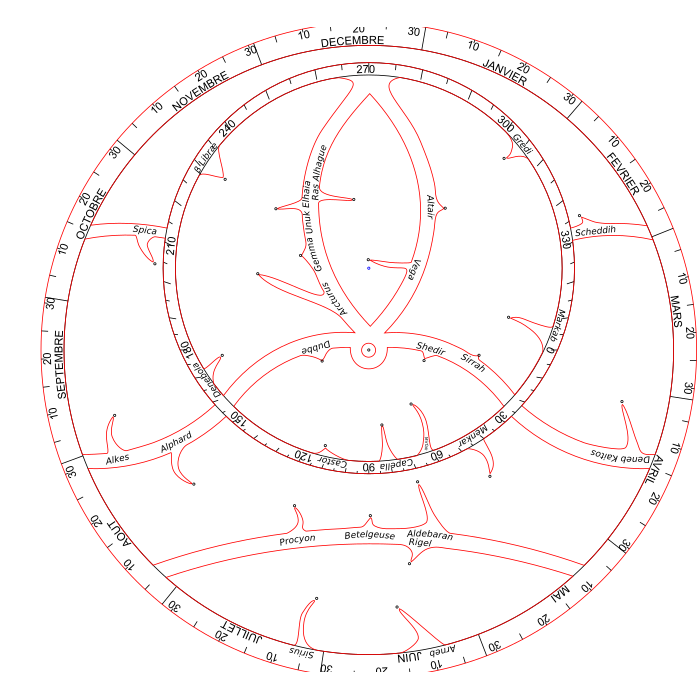 DECEMBRE
10
20
30
JANVIER
10
20
30
FEVRIER
10
20
MARS
10
20
30
AVRIL
10
20
30
MAI
10
20
30
JUIN
10
20
30
JUILLET
10
20
30
AOUT
10
20
30
SEPTEMBRE
10
20
30
OCTOBRE
10
20
30
NOVEMBRE
10
20
30
270
300
330
0
30
60
90
120
150
180
210
240
β Librae
Gredi
Gemma
Unuk Elhaia
Ras Alhague
Altair
Vega
Arcturus
Spica
Scheddih
Markab
Dubhe
Shedir
Sirrah
Denebola
Castor
Capella
Menkar
Alkes
Alphard
Deneb Kaitos
Procyon
Betelgeuse
Aldebaran
Rigel
Sirius
Arneb